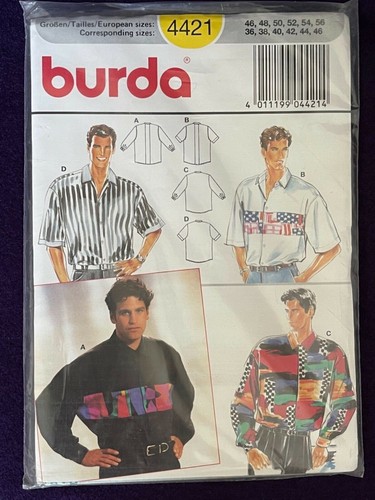 Größen/Tailles/European sizes:
Corresponding sizes:
4421
46, 48, 50, 52, 54, 56
36, 38, 40, 42, 44, 46
burda®
4 011199 044214
A
B
D
C
B
D
A
C